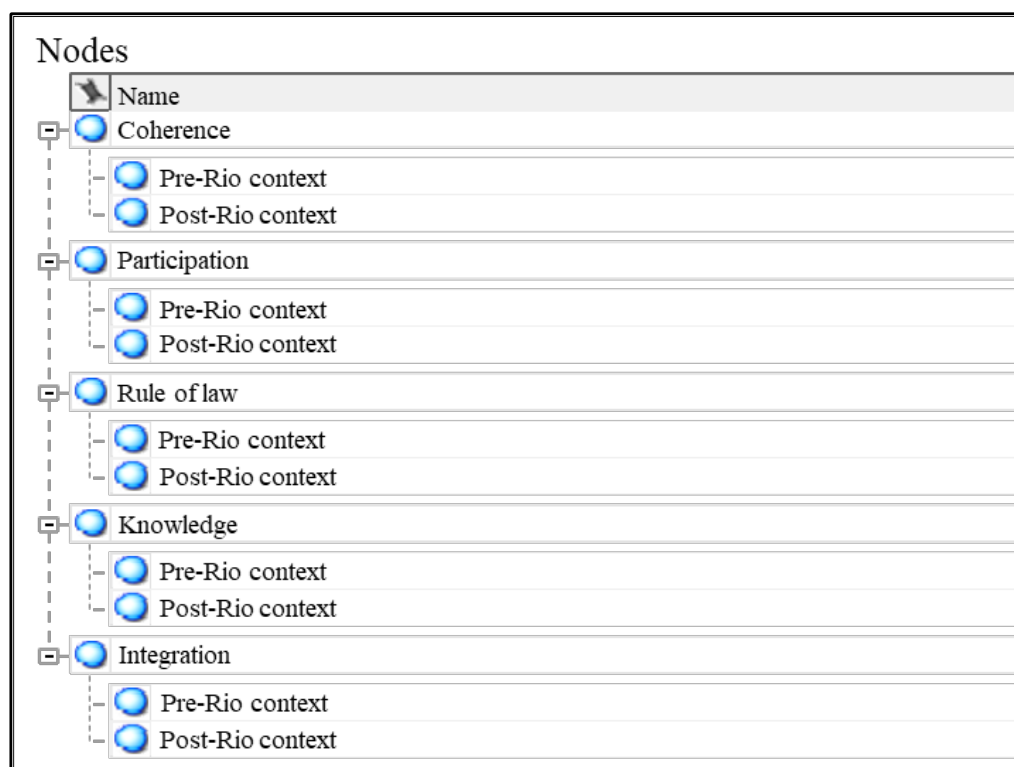 Nodes
Name
Coherence
Pre-Rio context
Post-Rio context
Participation
Pre-Rio context
Post-Rio context
Rule of law
Pre-Rio context
Post-Rio context
Knowledge
Pre-Rio context
Post-Rio context
Integration
Pre-Rio context
Post-Rio context